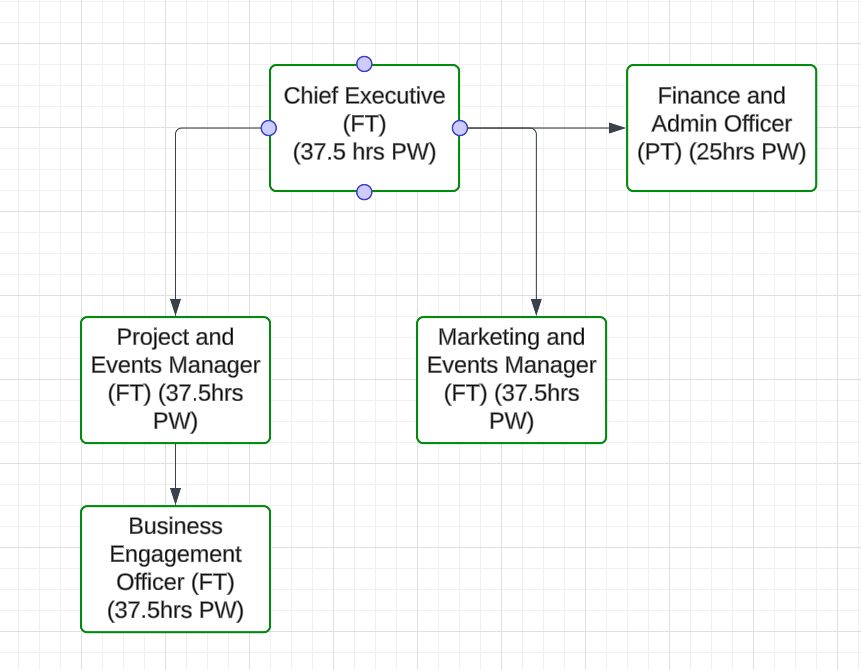 Chief Executive
(FT)
(37.5 hrs PW)
Finance and
Admin Officer
(PT) (25hrs PW)
Project and
Events Manager
(FT) (37.5hrs
PW)
Marketing and
Events Manager
(FT) (37.5hrs
PW)
Business
Engagement
Officer (FT)
(37.5hrs PW)